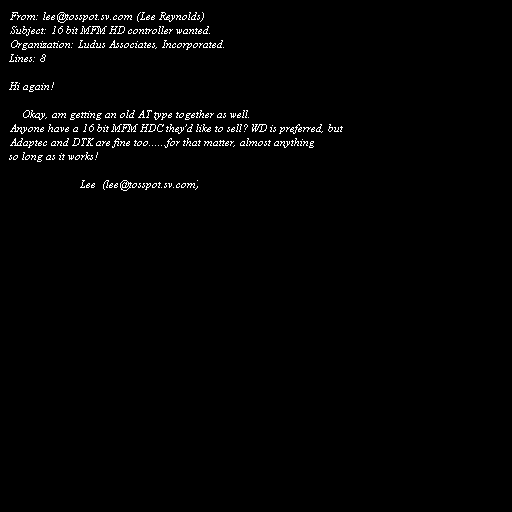 From: lee@tosspot.sv.com (Lee Reynolds)
Subject: 16 bit MFM HD controller wanted.
Organization: Ludus Associates, Incorporated.
Lines: 8
Hi again!
Okay, am getting an old AT type together as well.
Anyone have a 16 bit MFM HDC they'd like to sell? WD is preferred, but
Adaptec and DTK are fine too......for that matter, almost anything
so long as it works!
Lee (lee@tosspot.sv.com)